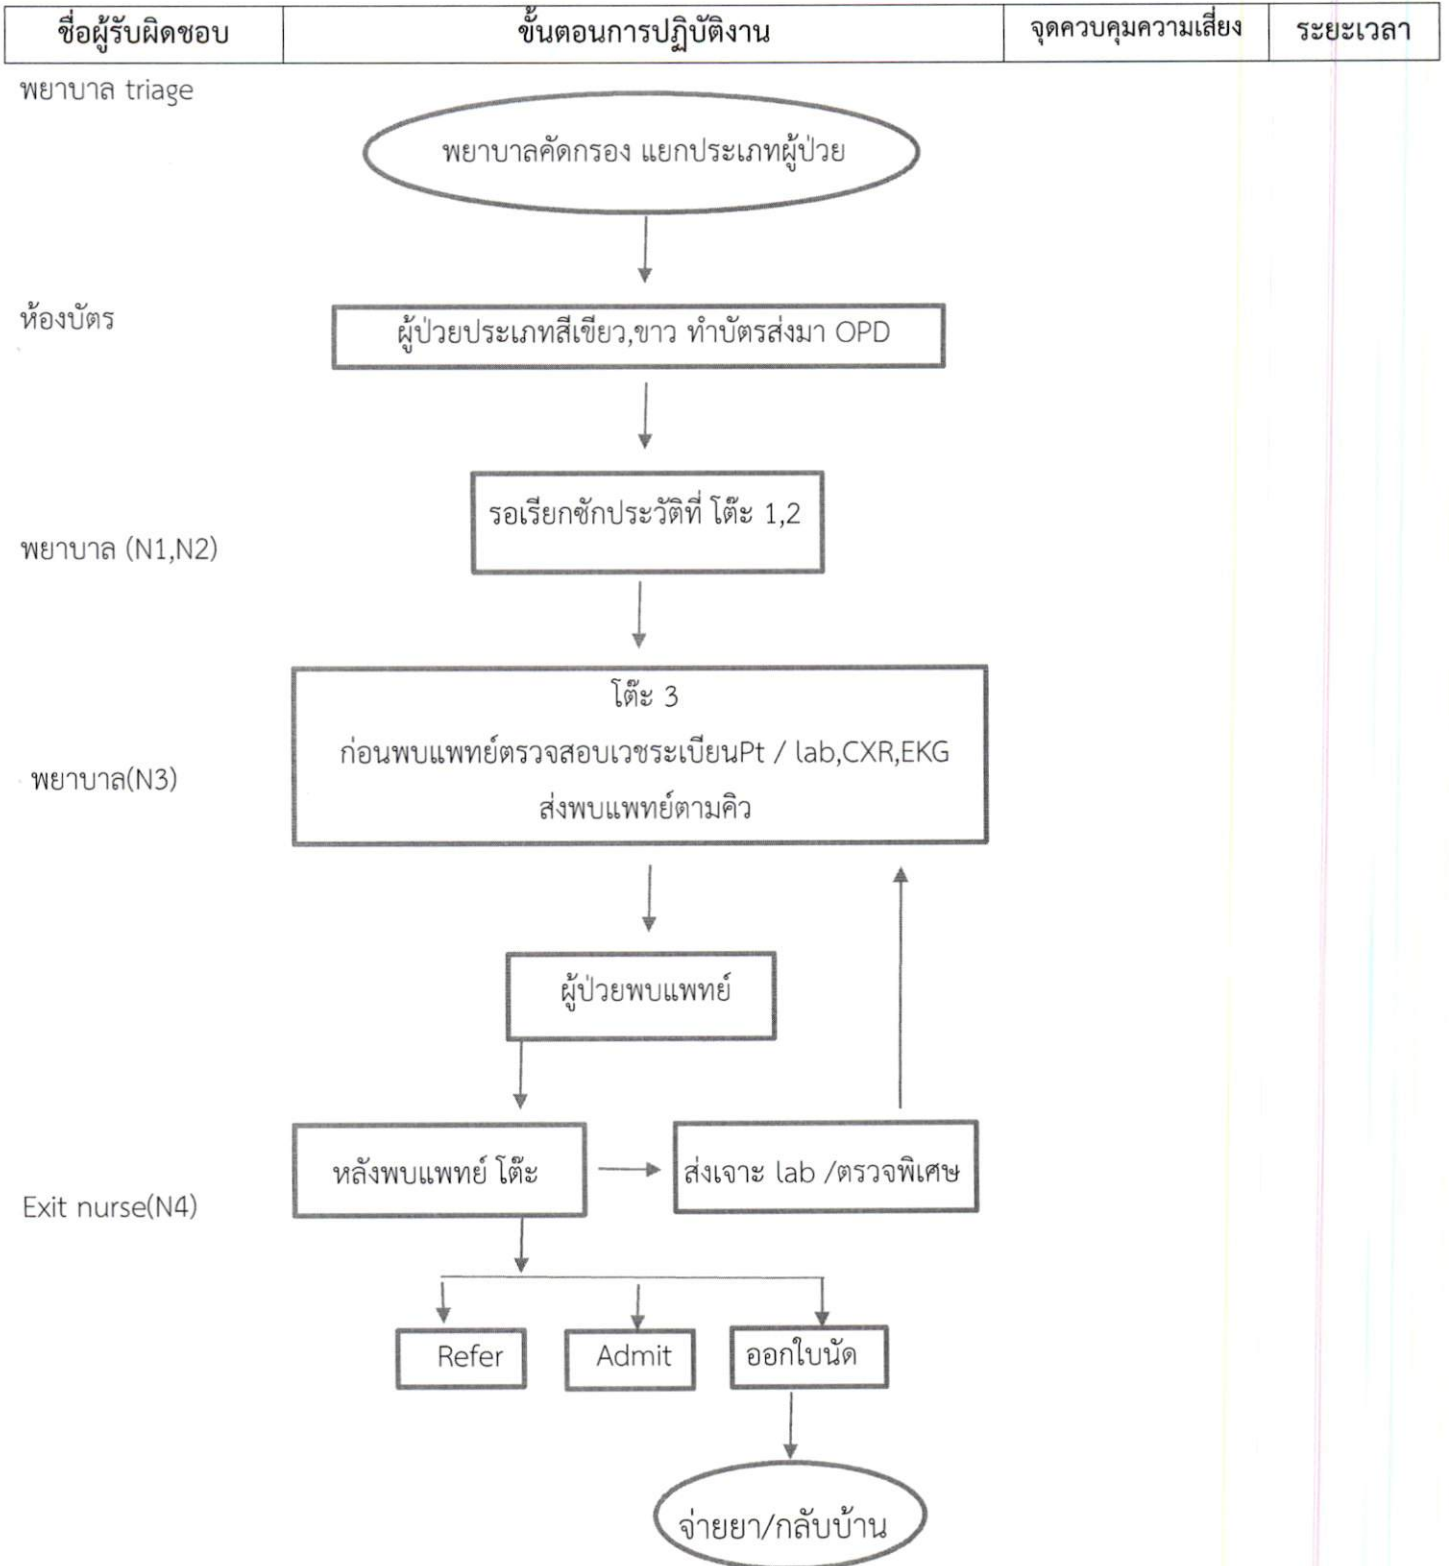 ชื่อผู้รับผิดชอบ ขั้นตอนการปฏิบัติงาน จุดควบคุมความเสี่ยง ระยะเวลา
พยาบาล triage
พยาบาลคัดกรอง แยกประเภทผู้ป่วย
ห้องบัตร
ผู้ป่วยประเภทสีเขียว,ขาว ทำบัตรส่งมา OPD
รอเรียกซักประวัติที่ โต๊ะ 1,2
พยาบาล (N1,N2)
โต๊ะ 3
ก่อนพบแพทย์ตรวจสอบเวชระเบียนPt / lab,CXR,EKG
ส่งพบแพทย์ตามคิว
พยาบาล(N3)
ผู้ป่วยพบแพทย์
หลังพบแพทย์ โต๊ะ
ส่งเจาะ lab /ตรวจพิเศษ
Exit nurse(N4)
Refer
Admit
ออกใบนัด
จ่ายยา/กลับบ้าน